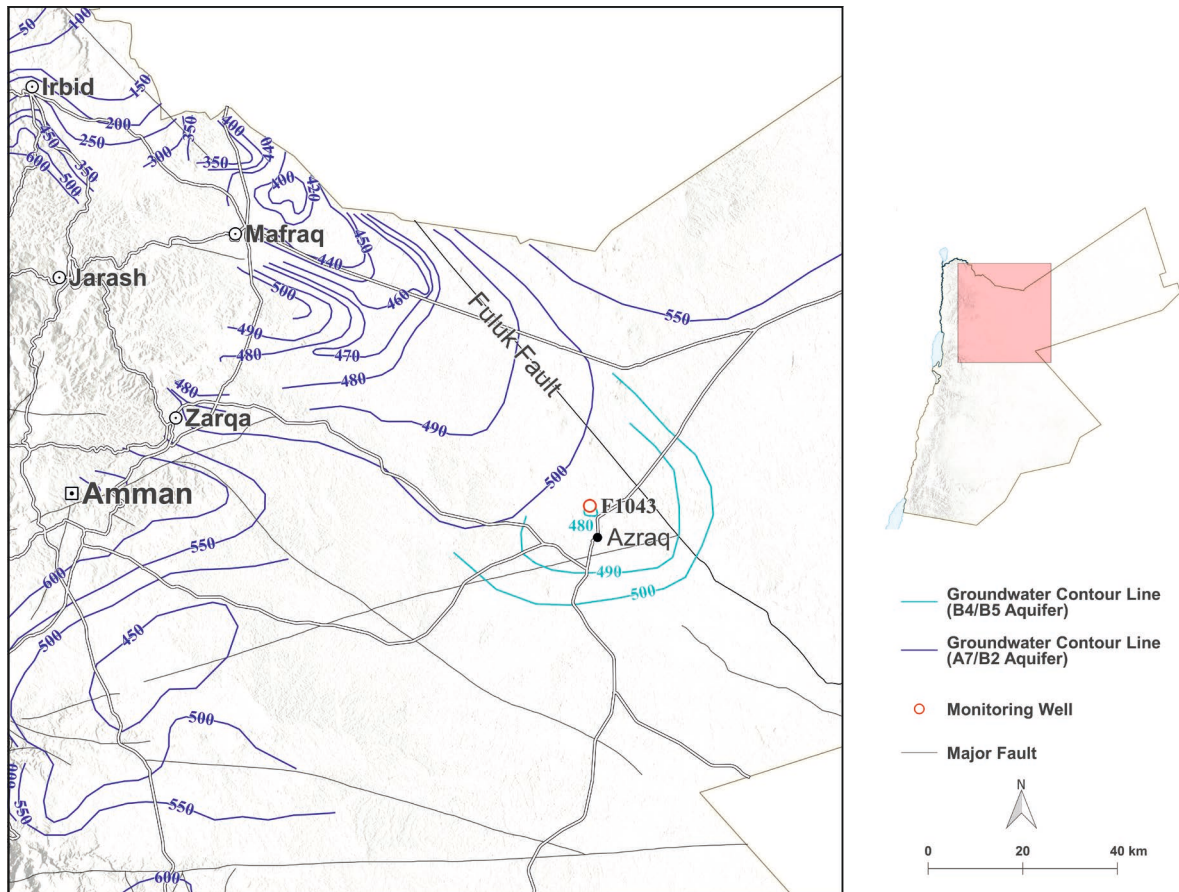 100
50
Irbid
150
200
250
300
350
400
440
350
450
350
600
500
400
420
Mafraq
450
440
Jarash
500
460
490
480
470
480
550
Fuluk Fault
480
Zarqa
490
500
Amman
F1043
480
Azraq
550
490
500
600
500
450
500
600
550
550
600
Groundwater Contour Line
(B4/B5 Aquifer)
Groundwater Contour Line
(A7/B2 Aquifer)
Monitoring Well
Major Fault
N
0
20
40 km